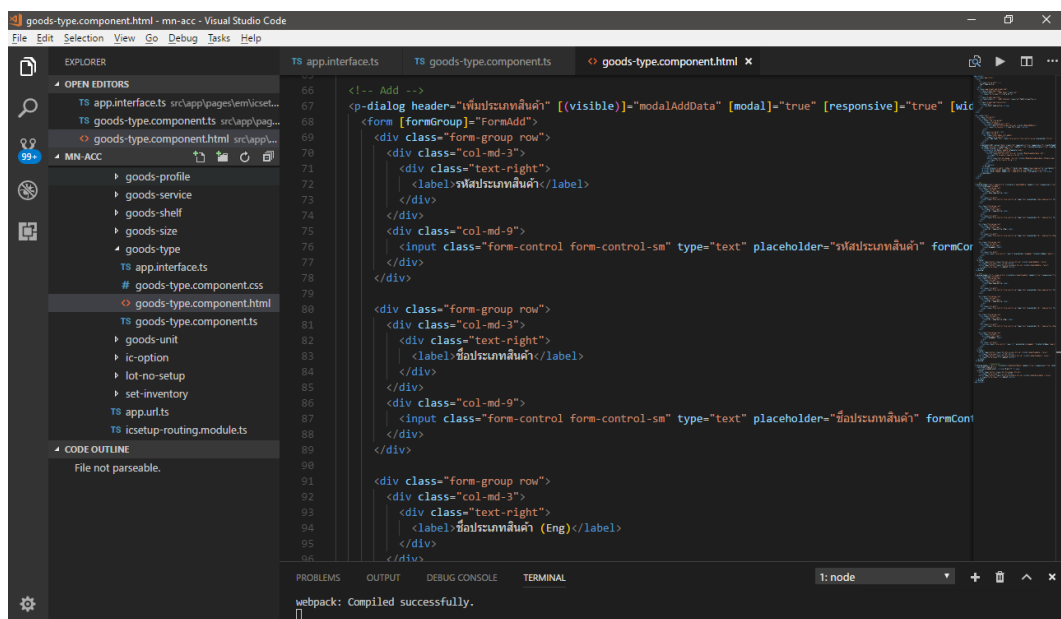 goods-type.component.html - mn-acc - Visual Studio Code
File Edit Selection View Go Debug Tasks Help
EXPLORER
OPEN EDITORS
TS app.interface.ts src\app\pages\em\icset...
TS goods-type.component.ts src\app\pag...
<> goods-type.component.html src\app\...
99+
MN-ACC
goods-profile
goods-service
goods-shelf
goods-size
goods-type
TS app.interface.ts
# goods-type.component.css
<> goods-type.component.html
TS goods-type.component.ts
goods-unit
ic-option
lot-no-setup
set-inventory
TS app.url.ts
TS icsetup-routing.module.ts
CODE OUTLINE
File not parseable.
TS app.interface.ts TS goods-type.component.ts <> goods-type.component.html ×
65
66 <!-- Add -->
67 <p-dialog header="เพิ่มประเภทสินค้า" [(visible)]="modalAddData" [modal]="true" [responsive]="true" [wid
68 <form [formGroup]="FormAdd">
69 <div class="form-group row">
70 <div class="col-md-3">
71 <div class="text-right">
72 <label>รหัสประเภทสินค้า</label>
73 </div>
74 </div>
75 <div class="col-md-9">
76 <input class="form-control form-control-sm" type="text" placeholder="รหัสประเภทสินค้า" formCon
77 </div>
78 </div>
79
80 <div class="form-group row">
81 <div class="col-md-3">
82 <div class="text-right">
83 <label>ชื่อประเภทสินค้า</label>
84 </div>
85 </div>
86 <div class="col-md-9">
87 <input class="form-control form-control-sm" type="text" placeholder="ชื่อประเภทสินค้า" formCont
88 </div>
89 </div>
90
91 <div class="form-group row">
92 <div class="col-md-3">
93 <div class="text-right">
94 <label>ชื่อประเภทสินค้า (Eng)</label>
95 </div>
96 </div>
PROBLEMS OUTPUT DEBUG CONSOLE TERMINAL 1: node
webpack: Compiled successfully.